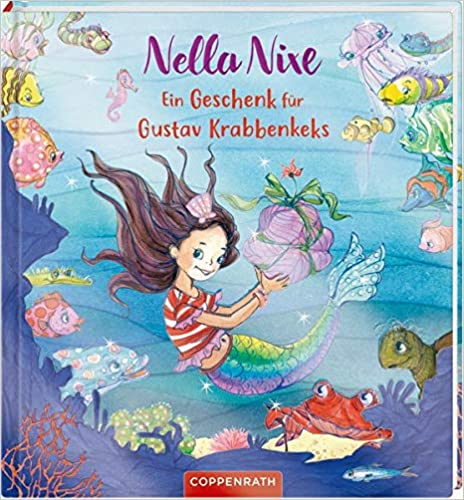 Nella Nixe
Ein Geschenk für
Gustav Krabbenkeks
COPPENRATH